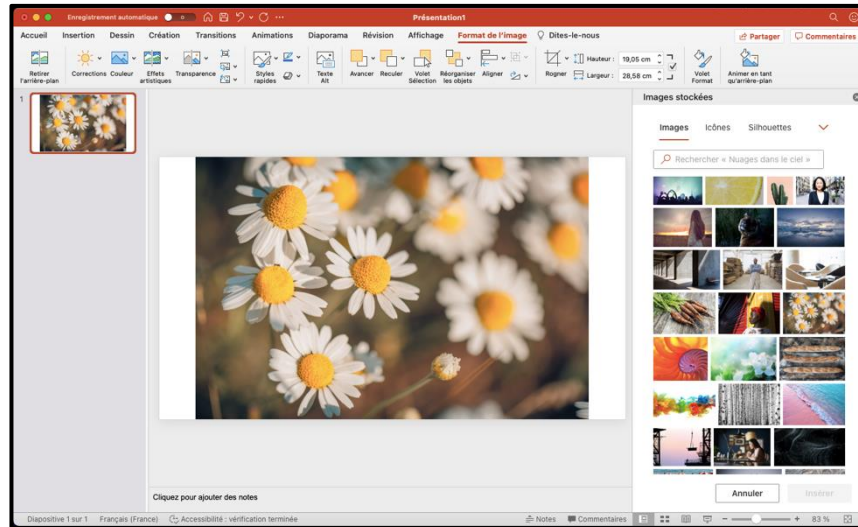 Enregistrement automatique
Présentation1
Accueil Insertion Dessin Création Transitions Animations Diaporama Révision Affichage Format de l'image Dites-le-nous Partager Commentaires
Retirer l'arrière-plan Corrections Couleur Effets artistiques Transparence Styles rapides Texte Alt Avancer Reculer Volet Sélection Réorganiser les objets Aligner Rogner Hauteur : 19,05 cm Largeur : 28,58 cm Volet Format Animer en tant qu'arrière-plan
1
Images stockées
Images Icônes Silhouettes
Rechercher « Nuages dans le ciel »
Annuler Insérer
Cliquez pour ajouter des notes
Diapositive 1 sur 1 Français (France) Accessibilité : vérification terminée Notes Commentaires 83 %